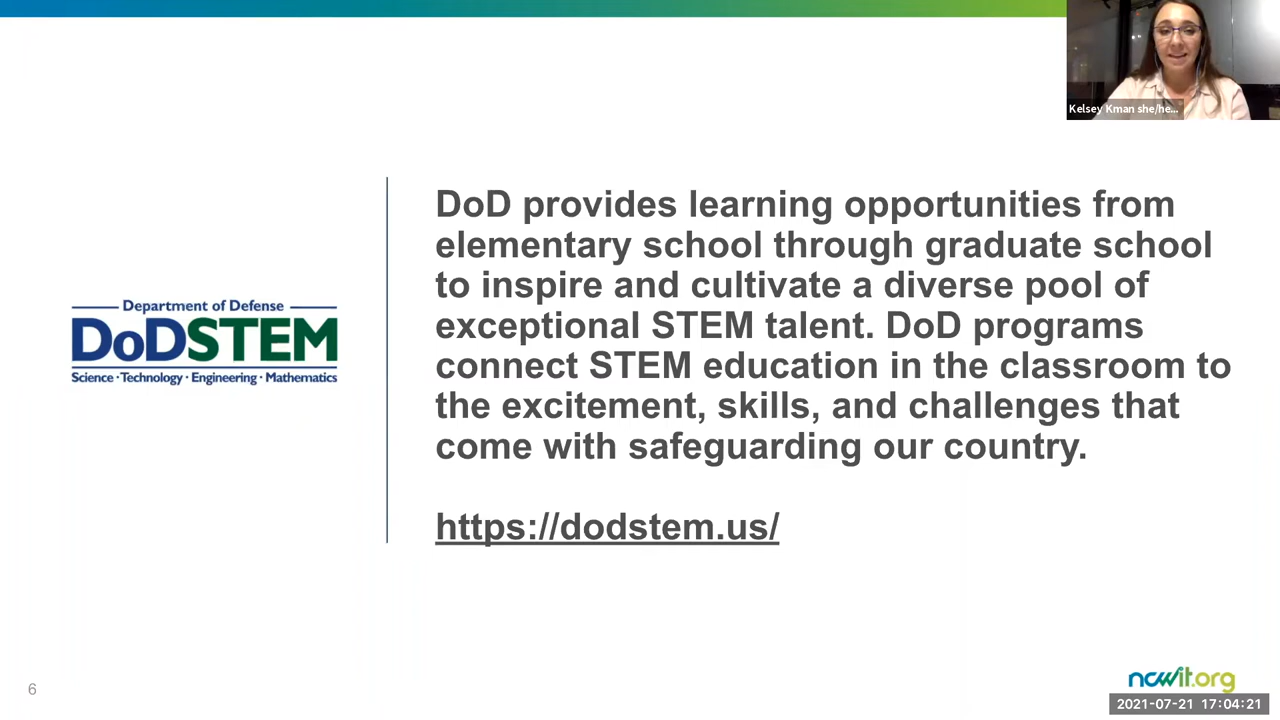 Kelsey Kman she/he...
DoD provides learning opportunities from
elementary school through graduate school
to inspire and cultivate a diverse pool of
exceptional STEM talent. DoD programs
connect STEM education in the classroom to
the excitement, skills, and challenges that
come with safeguarding our country.
https://dodstem.us/
Department of Defense
DoDSTEM
Science · Technology · Engineering · Mathematics
6
ncwit.org
2021-07-21 17:04:21